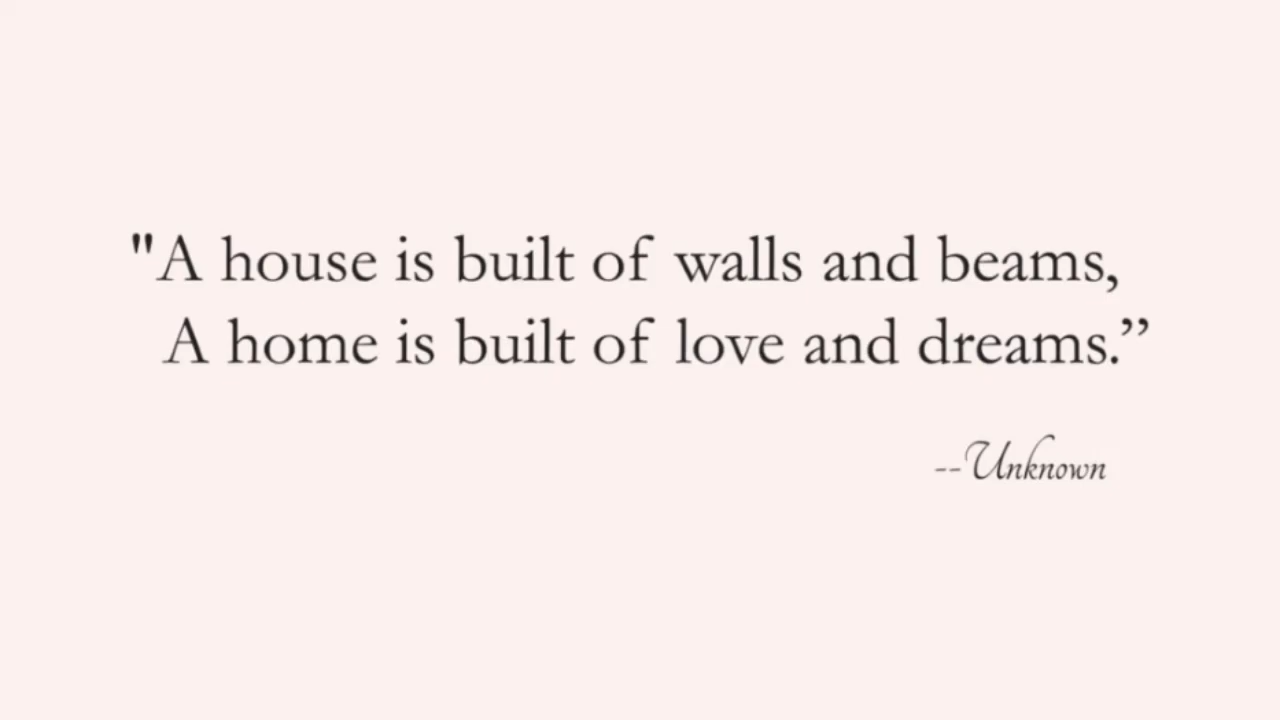 "A house is built of walls and beams,
A home is built of love and dreams.”
--Unknown